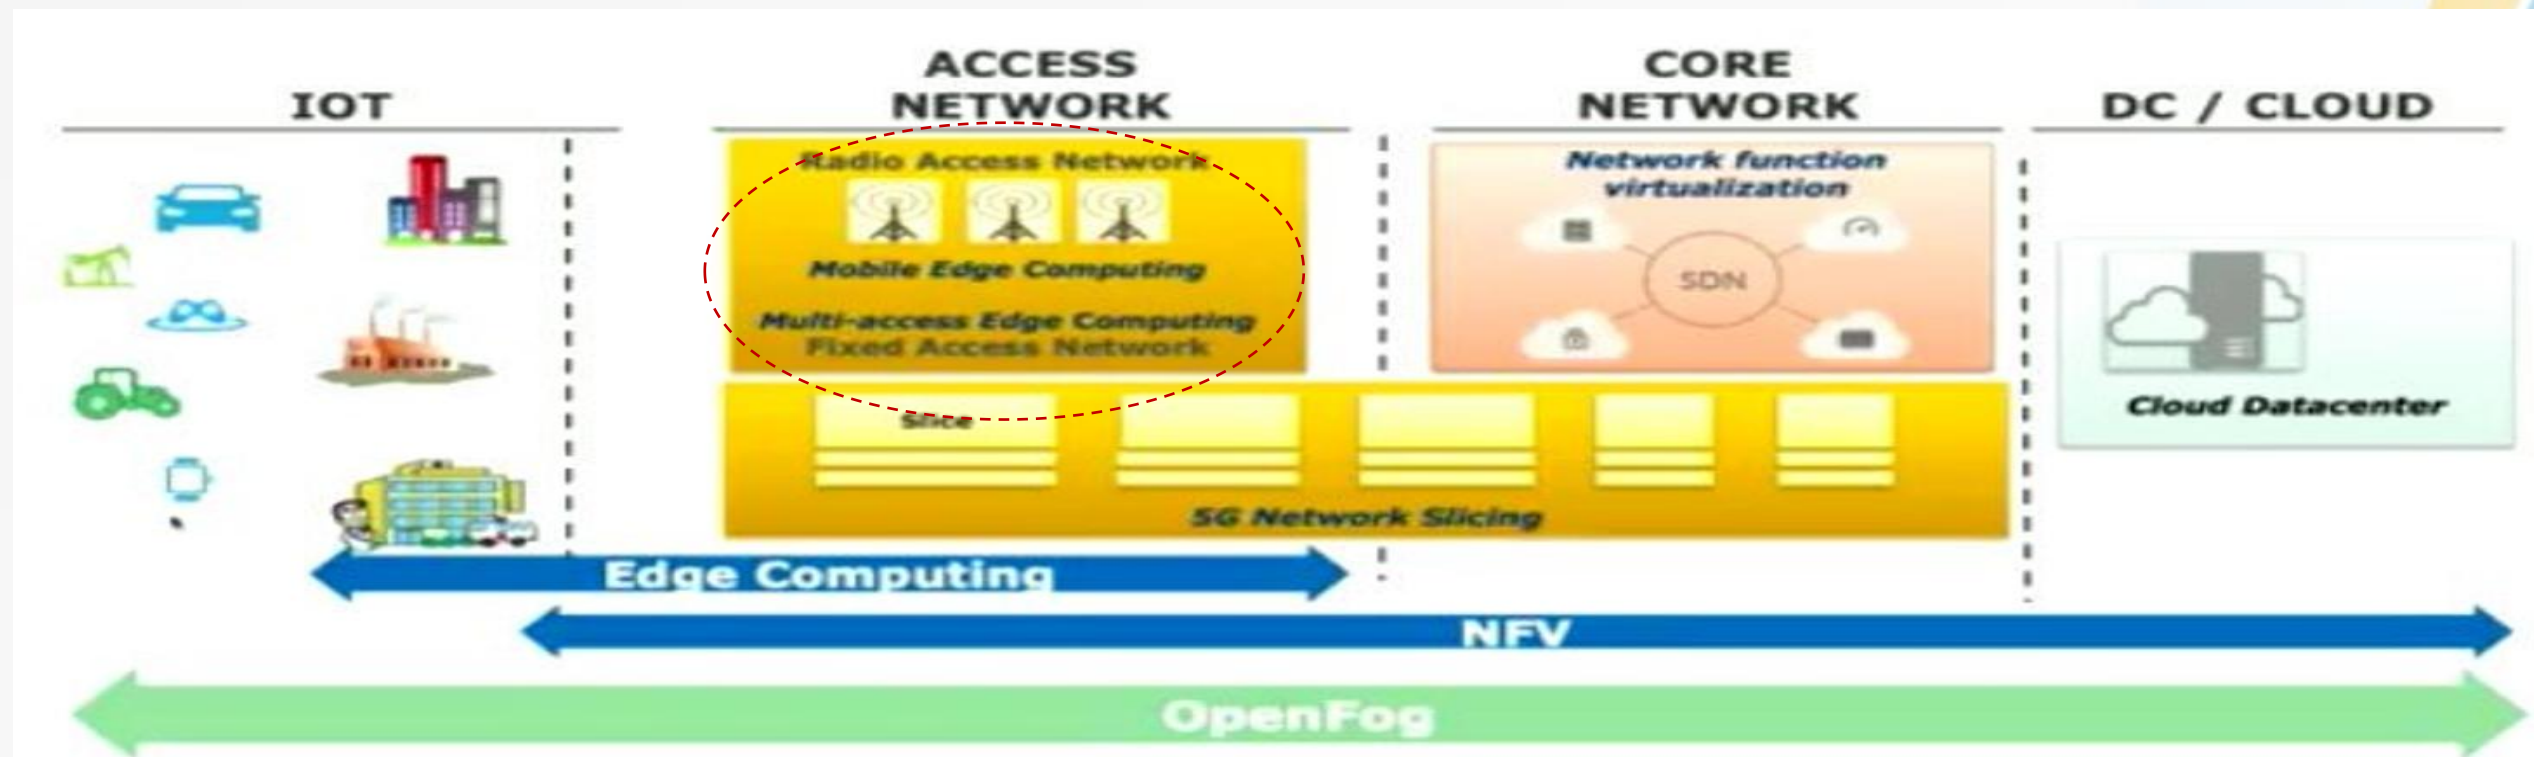 IOT
ACCESS
NETWORK
CORE
NETWORK
DC / CLOUD
Radio Access Network
Mobile Edge Computing
Multi-access Edge Computing
Fixed Access Network
Network function
virtualization
SDN
Cloud Datacenter
Slice
5G Network Slicing
Edge Computing
NFV
OpenFog